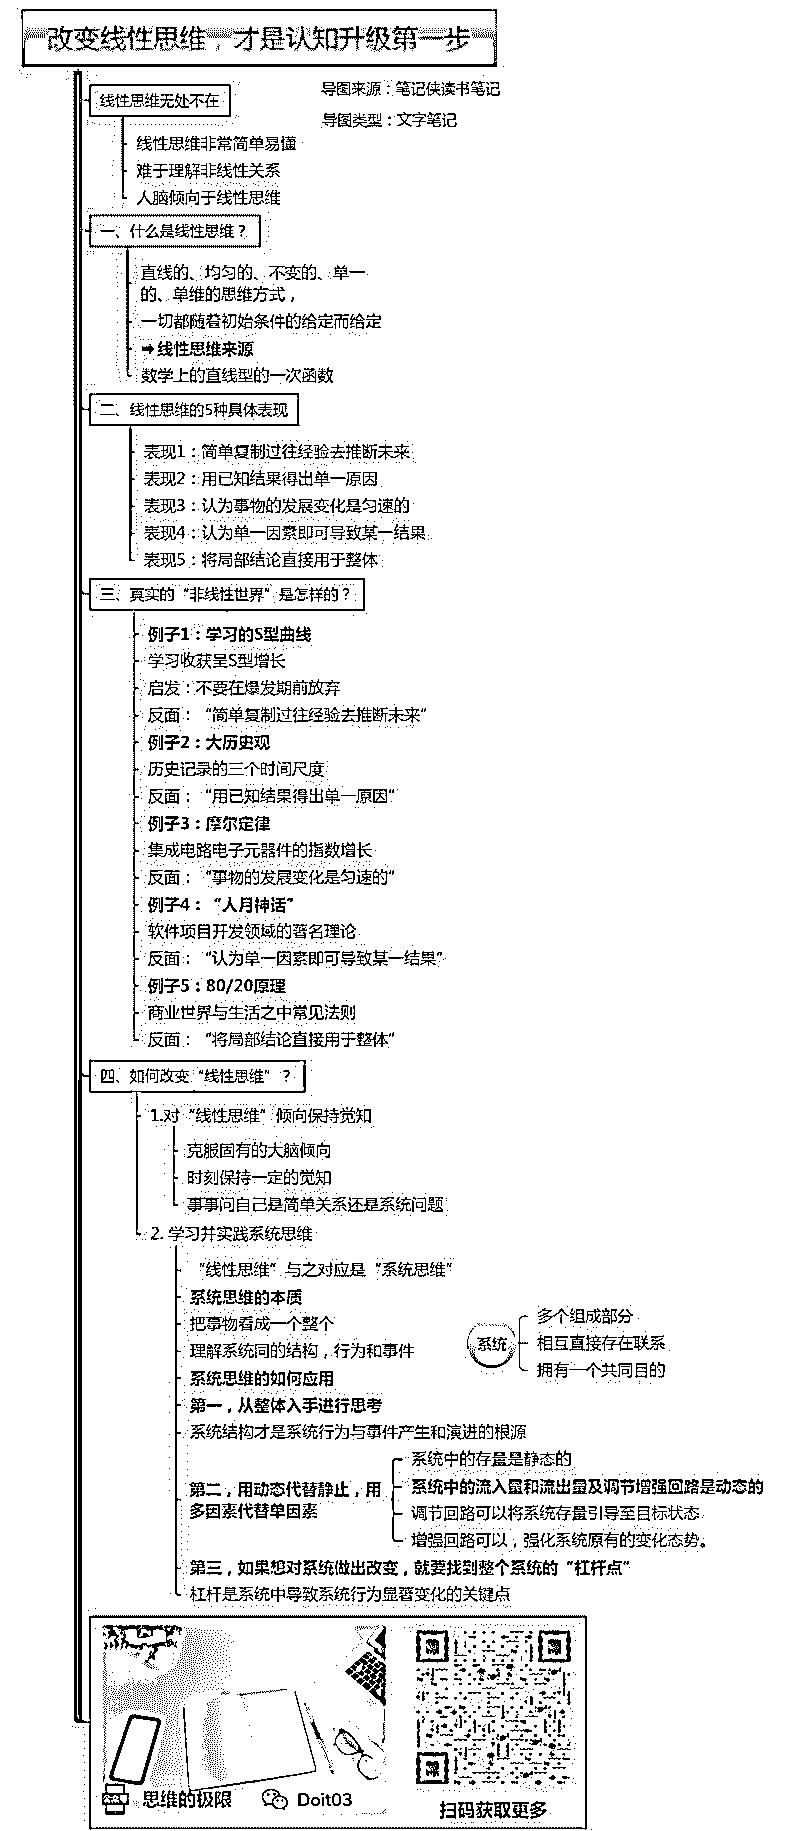 改变线性思维，才是认知升级第一步
导图来源：笔记侠读书笔记
导图类型：文字笔记
线性思维无处不在
线性思维非常简单易懂
难于理解非线性关系
人脑倾向于线性思维
一、什么是线性思维？
直线的、均匀的、不变的、单一
的、单维的思维方式，
一切都随着初始条件的给定而给定
➡线性思维来源
数学上的直线型的一次函数
二、线性思维的5种具体表现
表现1：简单复制过往经验去推断未来
表现2：用已知结果得出单一原因
表现3：认为事物的发展变化是匀速的
表现4：认为单一因素即可导致某一结果
表现5：将局部结论直接用于整体
三、真实的“非线性世界”是怎样的？
例子1：学习的S型曲线
学习收获呈S型增长
启发：不要在爆发期前放弃
反面：“简单复制过往经验去推断未来”
例子2：大历史观
历史记录的三个时间尺度
反面：“用已知结果得出单一原因”
例子3：摩尔定律
集成电路电子元器件的指数增长
反面：“事物的发展变化是匀速的”
例子4：“人月神话”
软件项目开发领域的著名理论
反面：“认为单一因素即可导致某一结果”
例子5：80/20原理
商业世界与生活之中常见法则
反面：“将局部结论直接用于整体”
四、如何改变“线性思维”？
1.对“线性思维”倾向保持觉知
克服固有的大脑倾向
时刻保持一定的觉知
事事问自己是简单关系还是系统问题
2. 学习并实践系统思维
“线性思维”与之对应是“系统思维”
系统思维的本质
把事物看成一个整个
理解系统同的结构，行为和事件
系统
多个组成部分
相互直接存在联系
拥有一个共同目的
系统思维的如何应用
第一，从整体入手进行思考
系统结构才是系统行为与事件产生和演进的根源
第二，用动态代替静止，用
多因素代替单因素
系统中的存量是静态的
系统中的流入量和流出量及调节增强回路是动态的
调节回路可以将系统存量引导至目标状态
增强回路可以，强化系统原有的变化态势。
第三，如果想对系统做出改变，就要找到整个系统的“杠杆点”
杠杆是系统中导致系统行为显著变化的关键点
思维的极限
Doit03
扫码获取更多